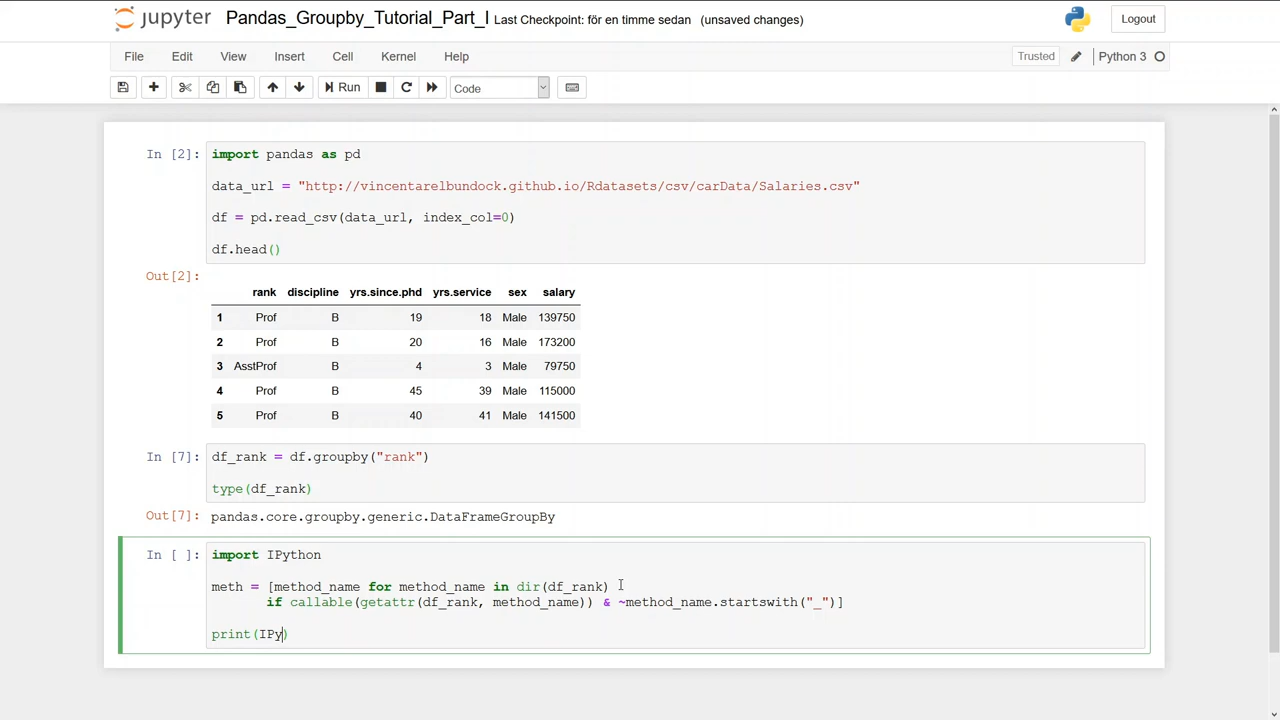 jupyter Pandas_Groupby_Tutorial_Part_I Last Checkpoint: för en timme sedan (unsaved changes) Logout
File Edit View Insert Cell Kernel Help Trusted Python 3
Run Code
In [2]: import pandas as pd
data_url = "http://vincentarelbundock.github.io/Rdatasets/csv/carData/Salaries.csv"
df = pd.read_csv(data_url, index_col=0)
df.head()
Out[2]:
rank discipline yrs.since.phd yrs.service sex salary
1 Prof B 19 18 Male 139750
2 Prof B 20 16 Male 173200
3 AsstProf B 4 3 Male 79750
4 Prof B 45 39 Male 115000
5 Prof B 40 41 Male 141500
In [7]: df_rank = df.groupby("rank")
type(df_rank)
Out[7]: pandas.core.groupby.generic.DataFrameGroupBy
In [ ]: import IPython
meth = [method_name for method_name in dir(df_rank)
if callable(getattr(df_rank, method_name)) & ~method_name.startswith("_")]
print(IPy)